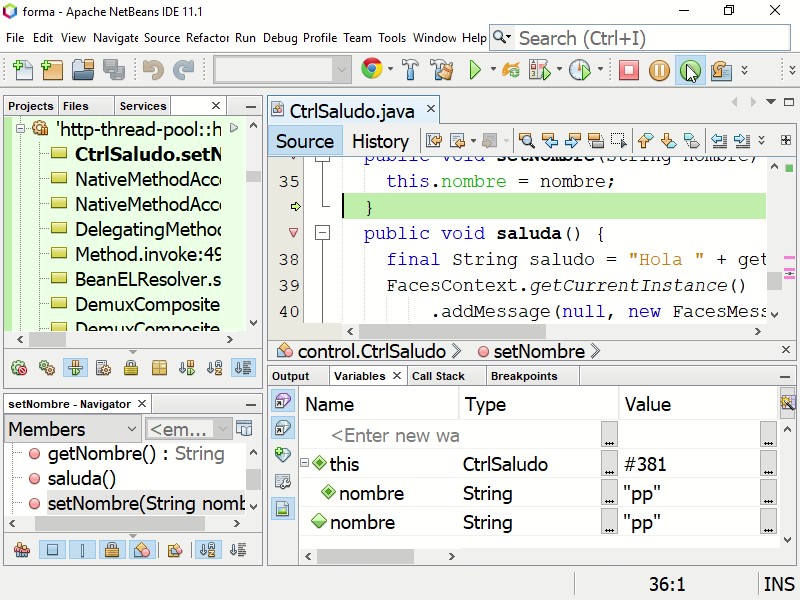 forma - Apache NetBeans IDE 11.1
File Edit View Navigate Source Refactor Run Debug Profile Team Tools Window Help Search (Ctrl+I)
Projects Files Services
'http-thread-pool::h
CtrlSaludo.setN
NativeMethodAcce
NativeMethodAcce
DelegatingMethod
Method.invoke:49
BeanELResolver.s
DemuxComposite
DemuxComposite
setNombre - Navigator
Members <em...
getNombre() : String
saluda()
setNombre(String nomb
CtrlSaludo.java
Source History
public void setNombre(String nombre)
35 this.nombre = nombre;
}
public void saluda() {
38 final String saludo = "Hola " + get
39 FacesContext.getCurrentInstance()
40 .addMessage(null, new FacesMess
control.CtrlSaludo setNombre
Output Variables Call Stack Breakpoints
Name Type Value
<Enter new wa ... ...
this CtrlSaludo ... #381 ...
nombre String ... "pp" ...
nombre String ... "pp" ...
36:1 INS